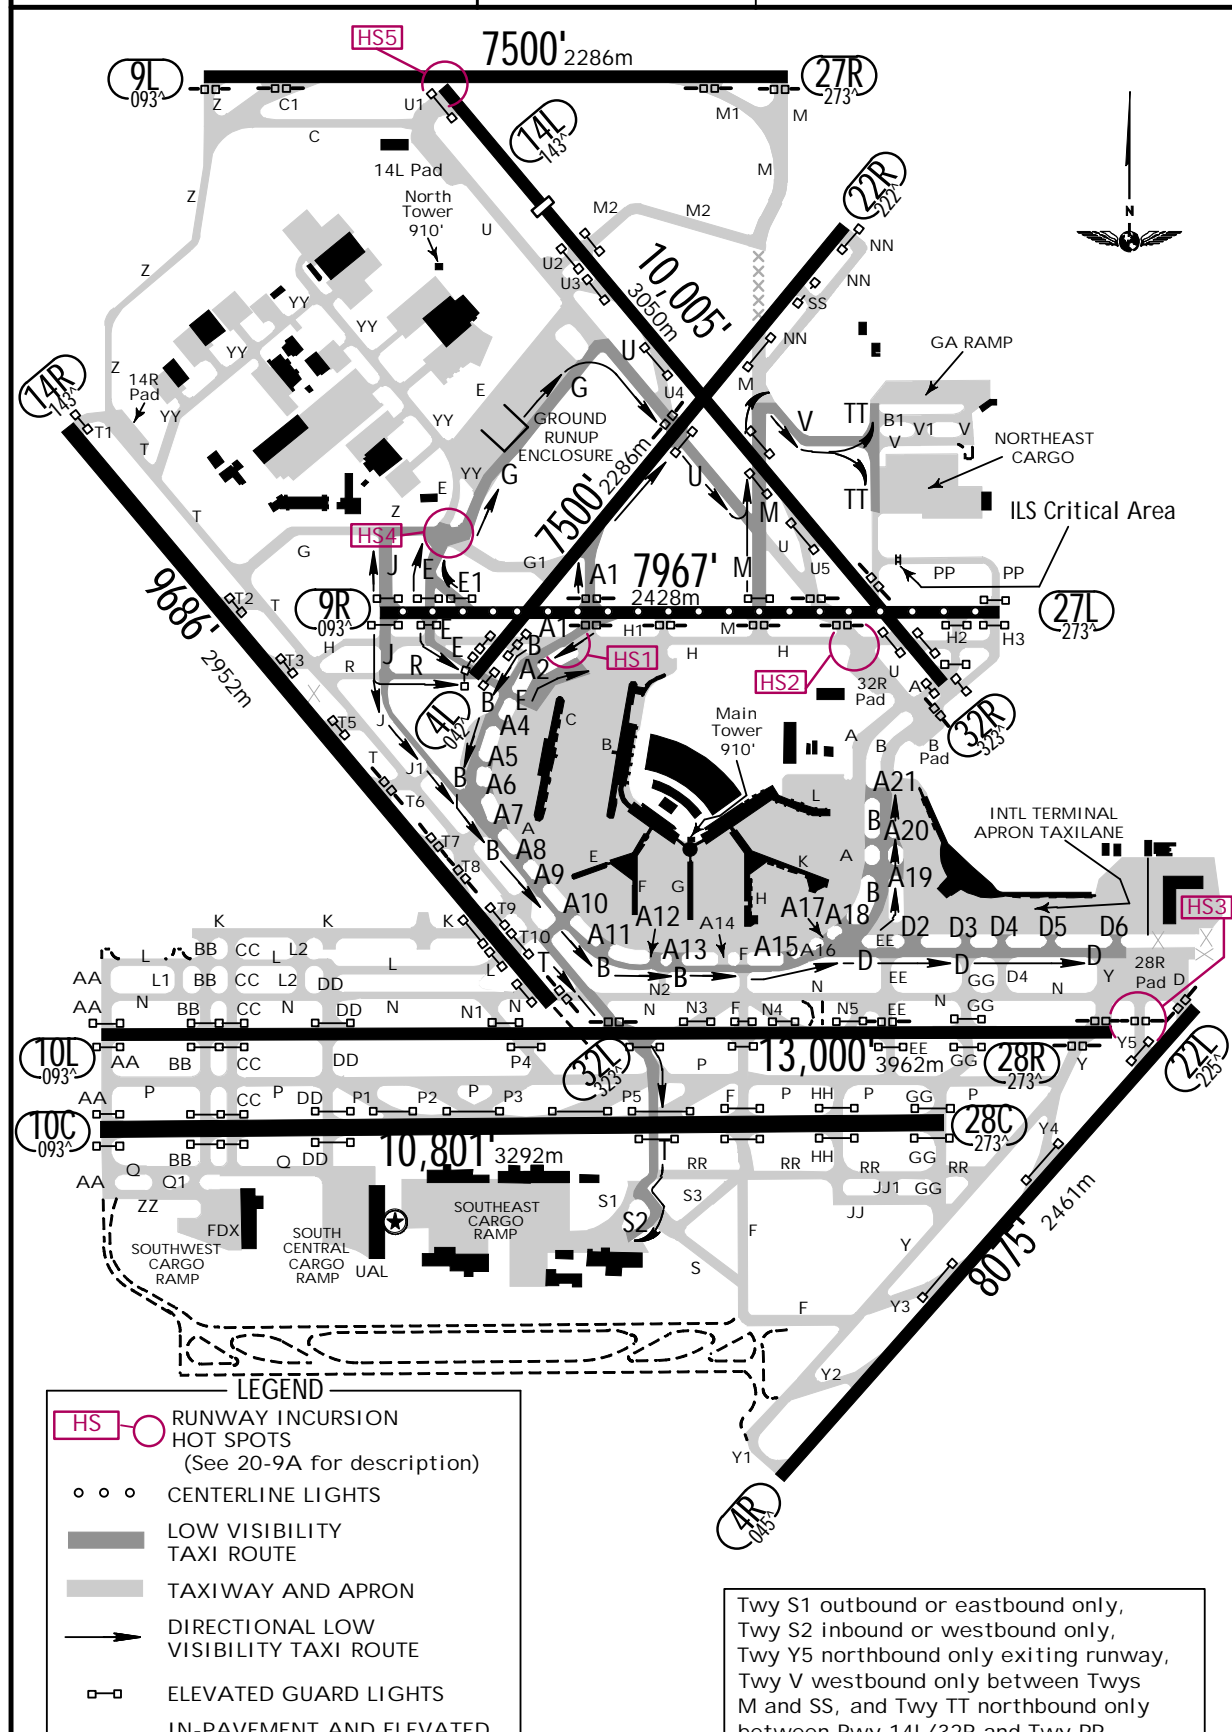 HS5
7500' 2286m
9L
093^
27R
273^
Z
C1
U1
M1
M
C
14L
143^
14L Pad
M
22R
222^
North
Tower
910'
Z
U
M2
M2
N
NN
U2
U3
10,005'
3050m
NN
SS
Z
YY
YY
YY
NN
GA RAMP
U
14R
143^
14R
Pad
Z
YY
E
G
U4
M
V
TT
B1
V1
V
V
T1
T
YY
GROUND
RUNUP
ENCLOSURE
NORTHEAST
CARGO
YY
G
7500' 2286m
U
TT
E
ILS Critical Area
T
Z
HS4
M
G
U
G1
U5
PP
PP
J
E
E1
A1
7967'
2428m
M
9686'
2952m
T2
T
9R
093^
27L
273^
H
E
E
A1
B
H1
M
H
H
H2
H3
HS1
T3
R
J
R
A2
HS2
U
B
E
32R
Pad
A
32R
323^
4L
042^
A4
C
B
Main
Tower
910'
A
B
B
Pad
T5
J
A5
T
J1
B
A6
A21
L
INTL TERMINAL
APRON TAXILANE
T6
A7
B
A20
T7
A
A8
B
A
T8
A9
E
F
G
K
H
A19
B
HS3
T9
A10
A12
A14
A17
A18
K
K
K
T10
A11
A13
A15
A16
EE
D2
D3
D4
D5
D6
BB
CC
L2
L
L
L
L
T
B
B
F
D
D
D
28R
Pad
D
AA
L1
BB
CC
L2
DD
EE
GG
D4
Y
N
N2
N
N
AA
N
BB
CC
N
DD
N
N1
N
N
N3
F
N4
N5
EE
N
GG
10L
093^
AA
BB
CC
DD
P4
32L
323^
P
13,000' 3962m
EE
GG
28R
273^
Y
Y5
22L
225^
AA
P
CC
P
DD
P1
P2
P
P3
P5
F
P
HH
P
GG
P
10C
093^
28C
273^
Y4
BB
Q
DD
10,801' 3292m
T
HH
GG
AA
Q
Q1
RR
RR
RR
RR
8075'
2461m
ZZ
S1
S3
JJ1
GG
JJ
FDX
SOUTH
CENTRAL
CARGO
RAMP
SOUTHEAST
CARGO
RAMP
S2
F
Y
SOUTHWEST
CARGO
RAMP
UAL
S
Y3
F
Y2
Y1
4R
045^
LEGEND
HS
RUNWAY INCURSION
HOT SPOTS
(See 20-9A for description)
CENTERLINE LIGHTS
LOW VISIBILITY
TAXI ROUTE
TAXIWAY AND APRON
DIRECTIONAL LOW
VISIBILITY TAXI ROUTE
ELEVATED GUARD LIGHTS
IN-PAVEMENT AND ELEVATED
Twy S1 outbound or eastbound only,
Twy S2 inbound or westbound only,
Twy Y5 northbound only exiting runway,
Twy V westbound only between Twys
M and SS, and Twy TT northbound only
between Rwy 14L/32R and Twy PP